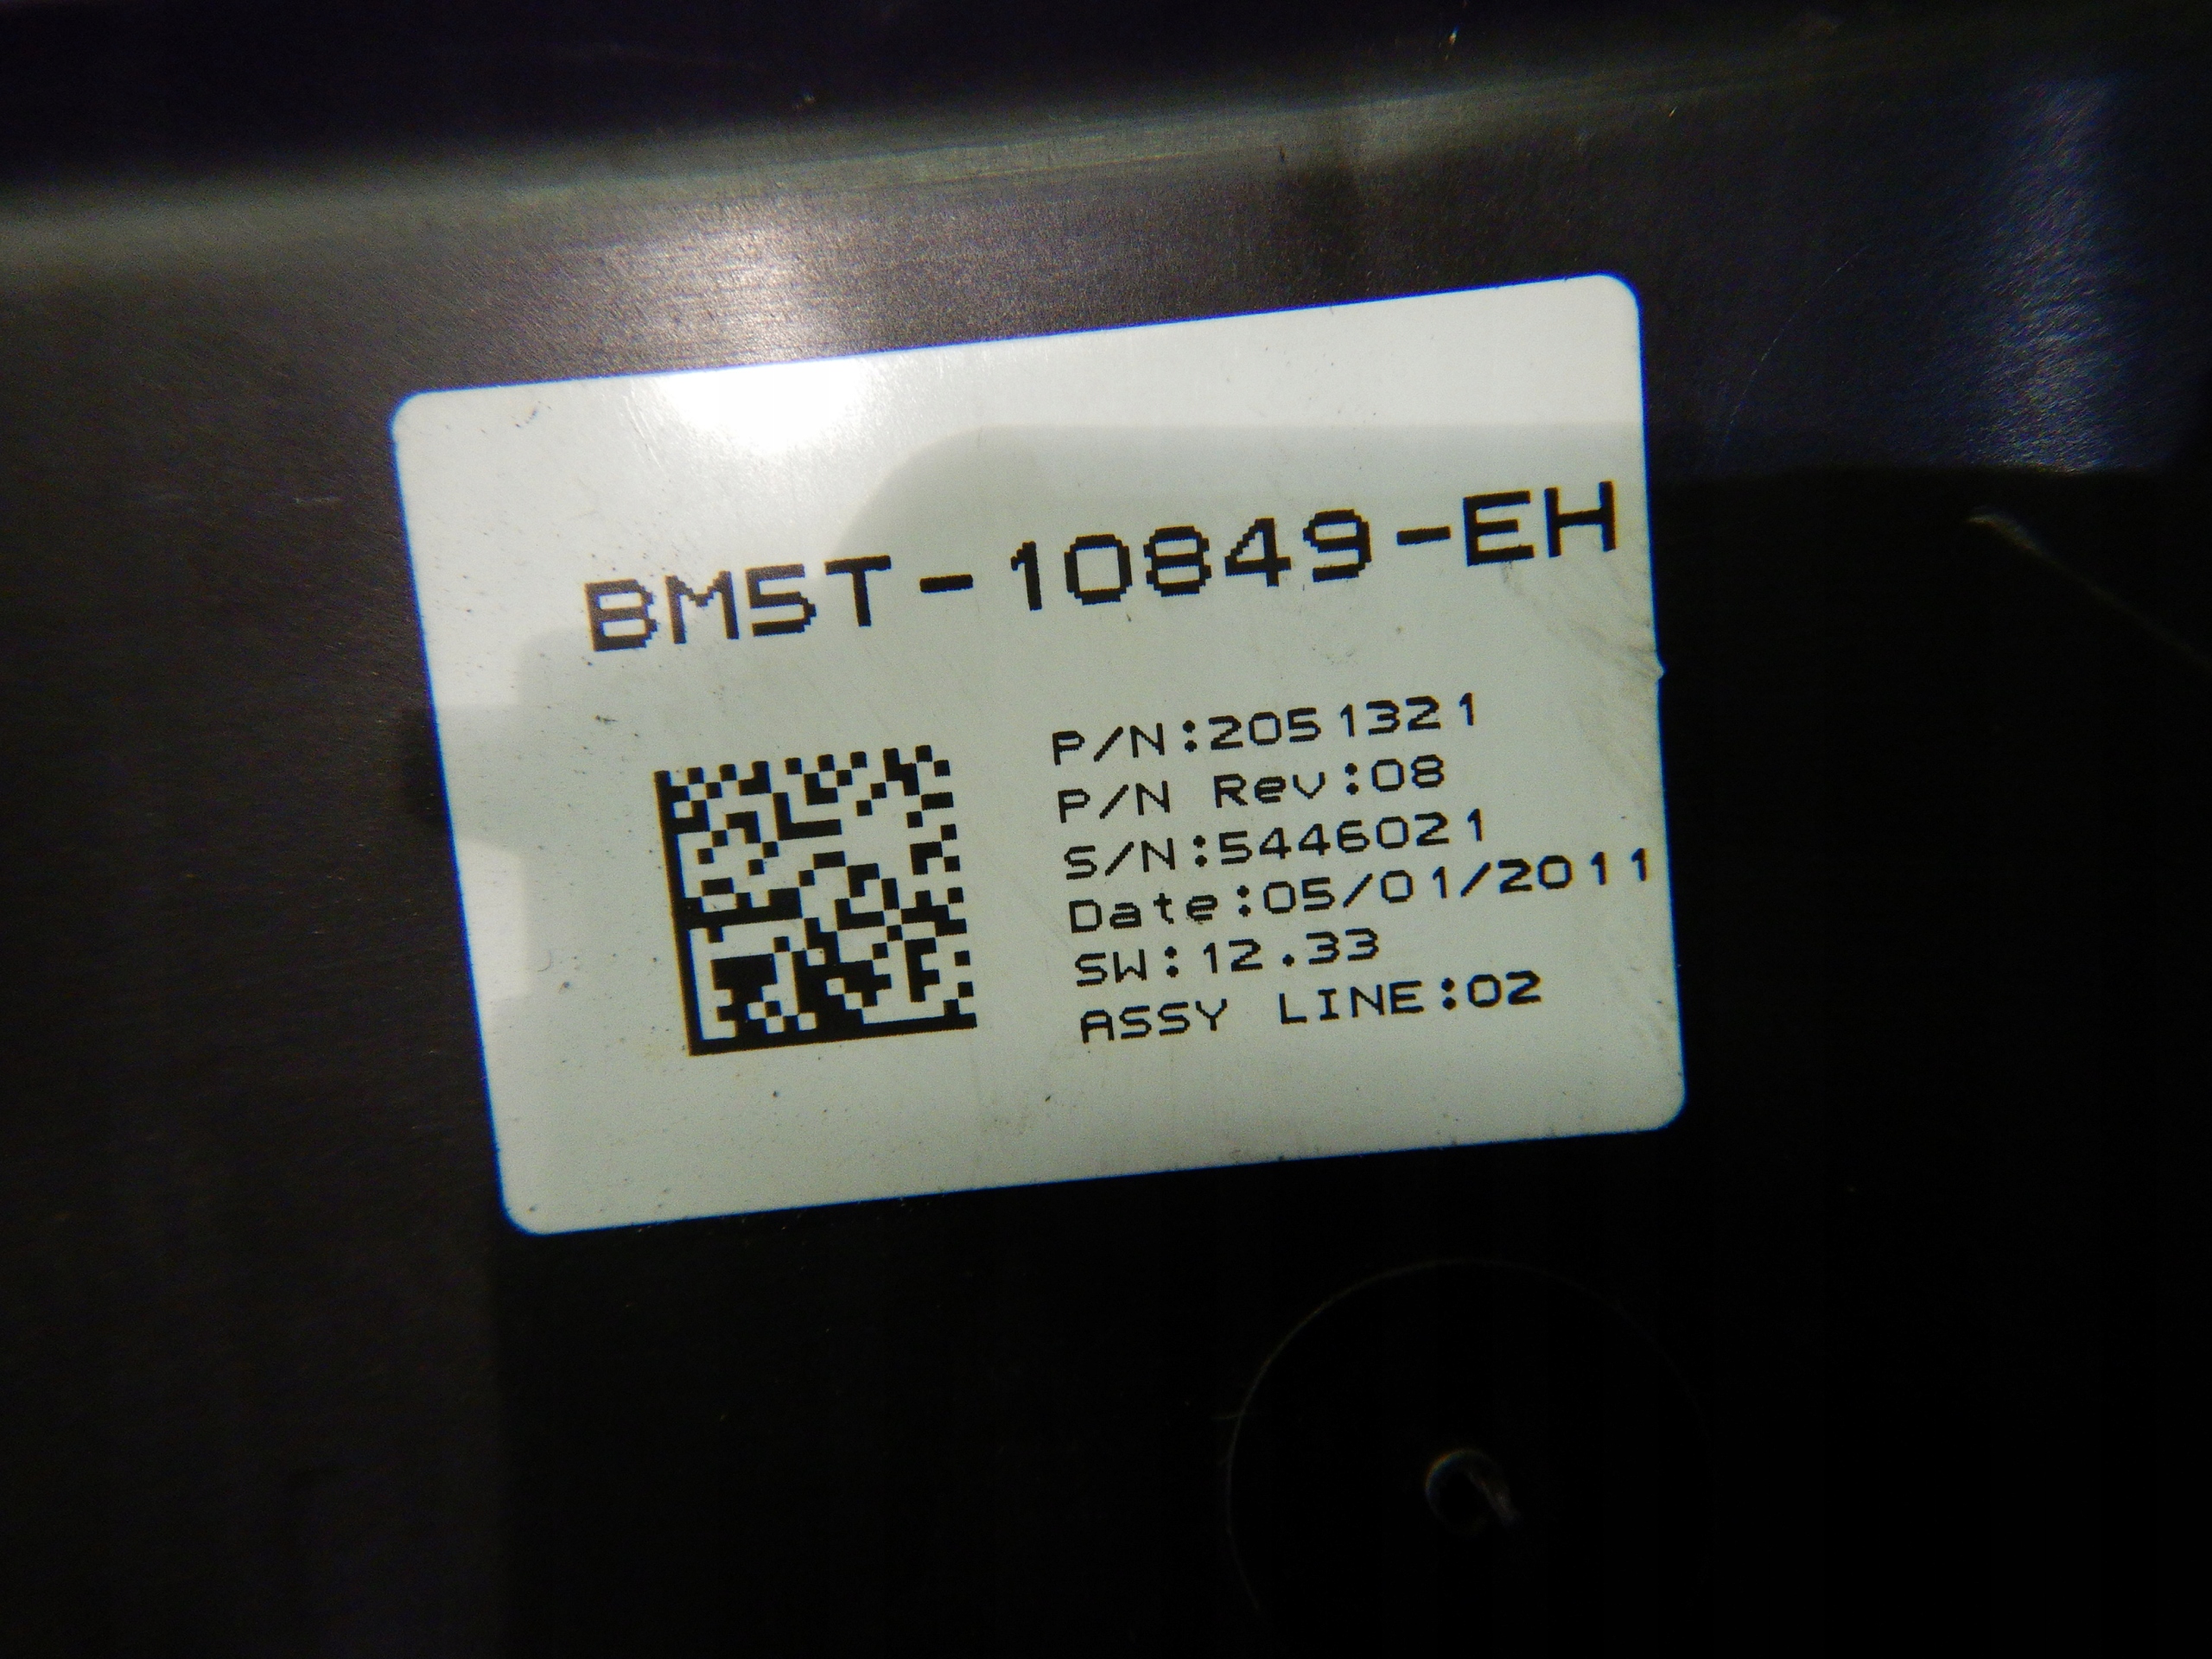 BM5T-10849-EH
P/N:2051321
P/N Rev:08
S/N:5446021
Date:05/01/2011
SW:12.33
ASSY LINE:02